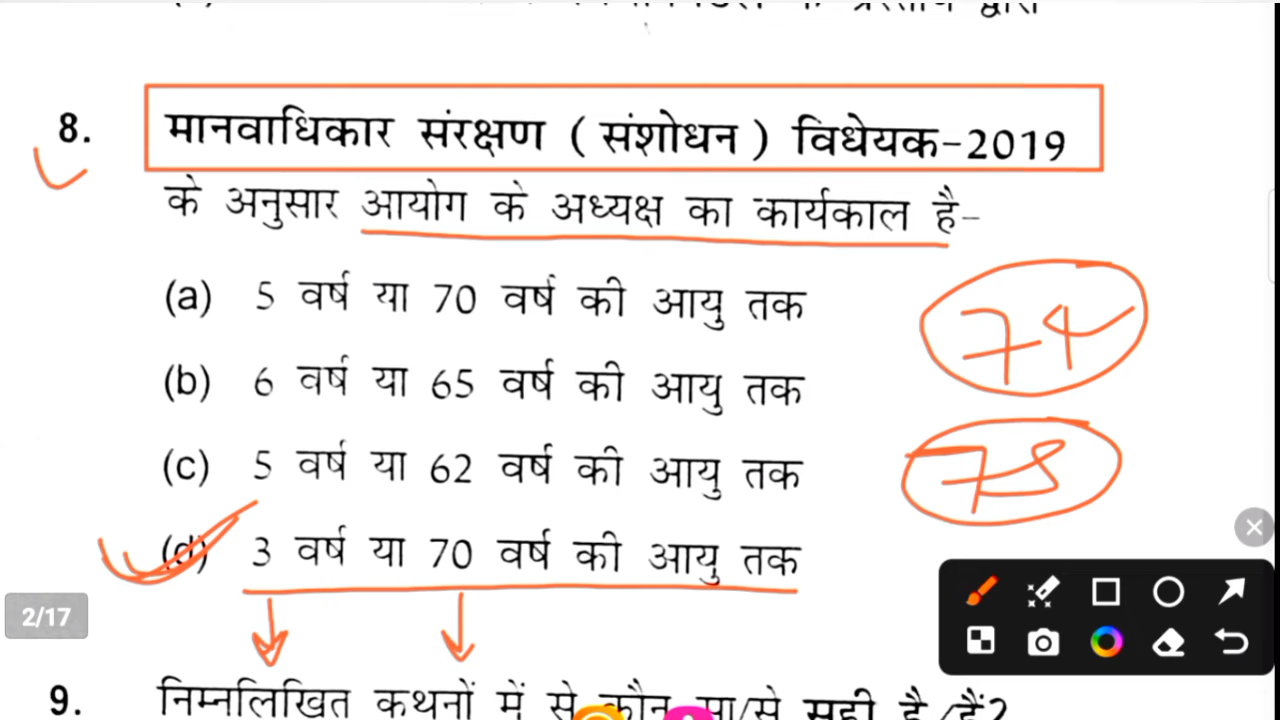 के प्रस्ताव द्वारा
8. मानवाधिकार संरक्षण ( संशोधन ) विधेयक-2019
के अनुसार आयोग के अध्यक्ष का कार्यकाल है-
(a) 5 वर्ष या 70 वर्ष की आयु तक
74
(b) 6 वर्ष या 65 वर्ष की आयु तक
(c) 5 वर्ष या 62 वर्ष की आयु तक
75
(d) 3 वर्ष या 70 वर्ष की आयु तक
2/17
9. निम्नलिखित कथनों में से कौन सा/से सही है/हैं?